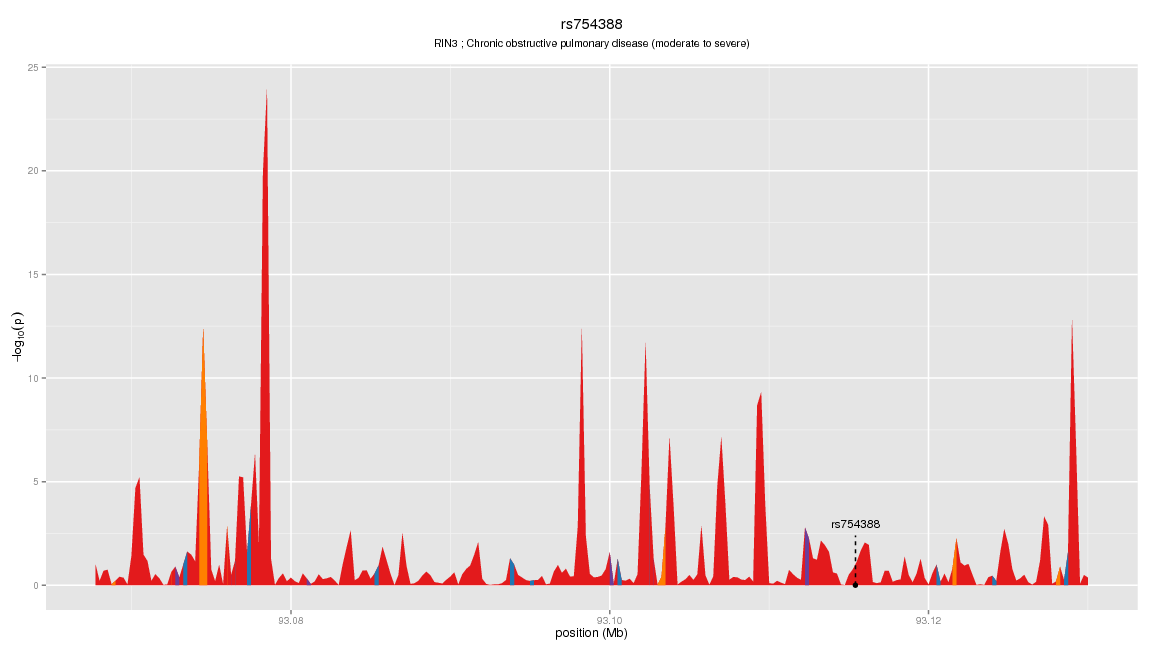 rs754388
RIN3 ; Chronic obstructive pulmonary disease (moderate to severe)
25
20
15
10
5
0
−log10(p)
rs754388
93.08
93.10
93.12
position (Mb)